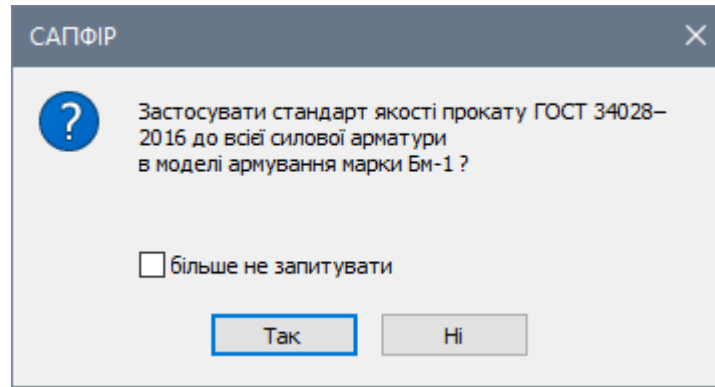 САПФІР
Застосувати стандарт якості прокату ГОСТ 34028–
2016 до всієї силової арматури
в моделі армування марки Бм-1 ?
більше не запитувати
Так
Ні